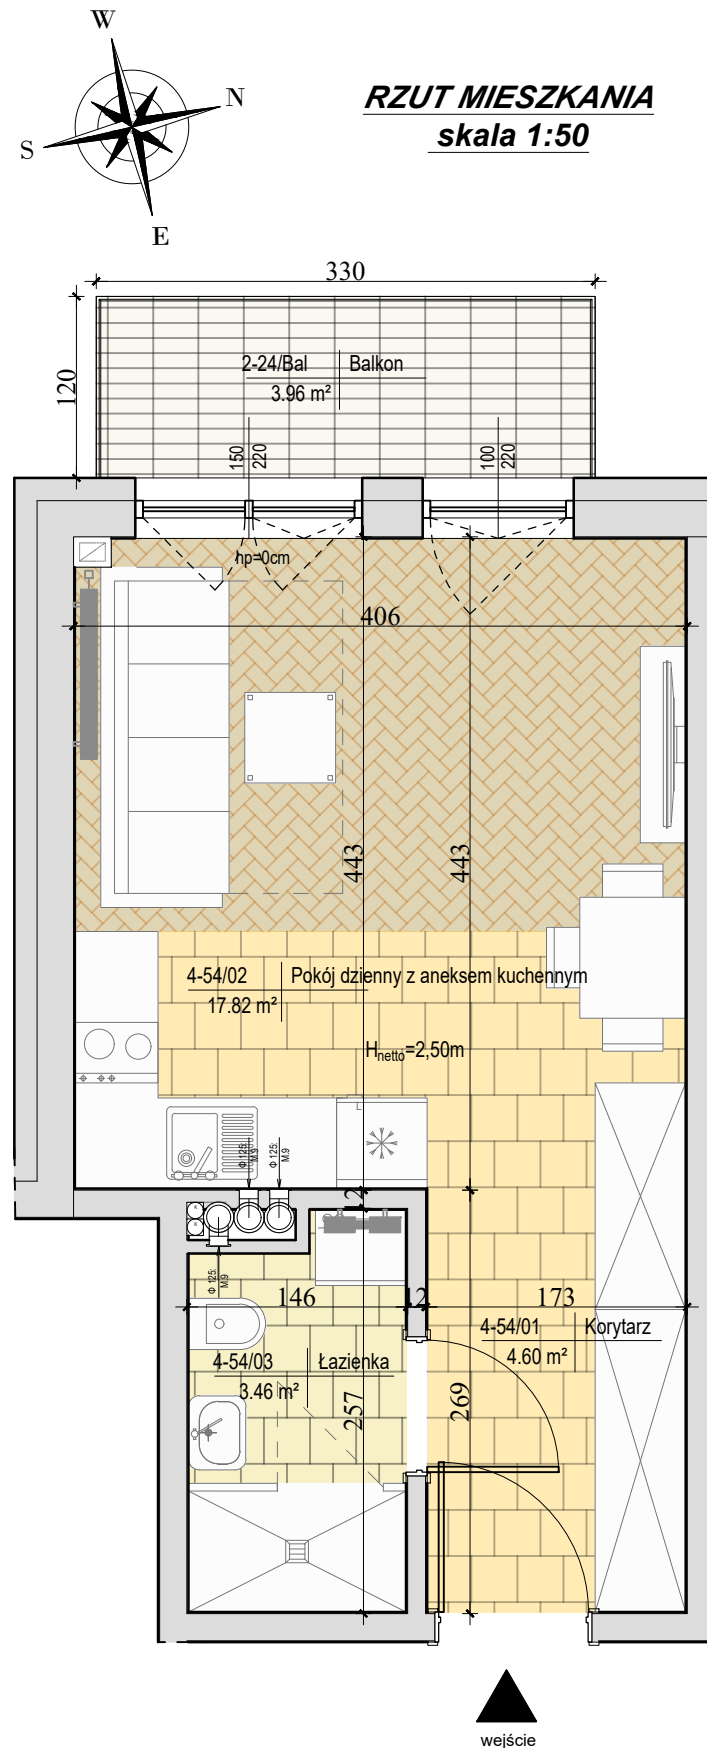 W
N
S
E
RZUT MIESZKANIA
skala 1:50
330
120
2-24/Bal Balkon
3.96 m²
150
220
100
220
hp=0cm
406
443
443
4-54/02 Pokój dzienny z aneksem kuchennym
17.82 m²
Hnetto=2,50m
Φ 125;
M.9
Φ 125;
M.9
12
K
K
Φ 125;
M.9
146
12
173
4-54/01 Korytarz
4.60 m²
4-54/03 Łazienka
3.46 m²
257
269
wejście